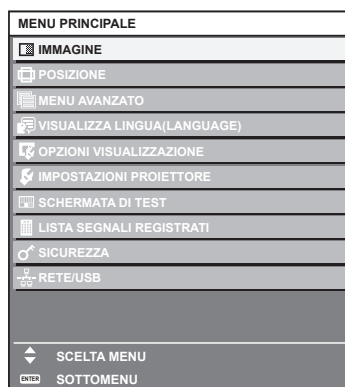 MENU PRINCIPALE
IMMAGINE
POSIZIONE
MENU AVANZATO
VISUALIZZA LINGUA(LANGUAGE)
OPZIONI VISUALIZZAZIONE
IMPOSTAZIONI PROIETTORE
SCHERMATA DI TEST
LISTA SEGNALI REGISTRATI
SICUREZZA
RETE/USB
SCELTA MENU
ENTER SOTTOMENU